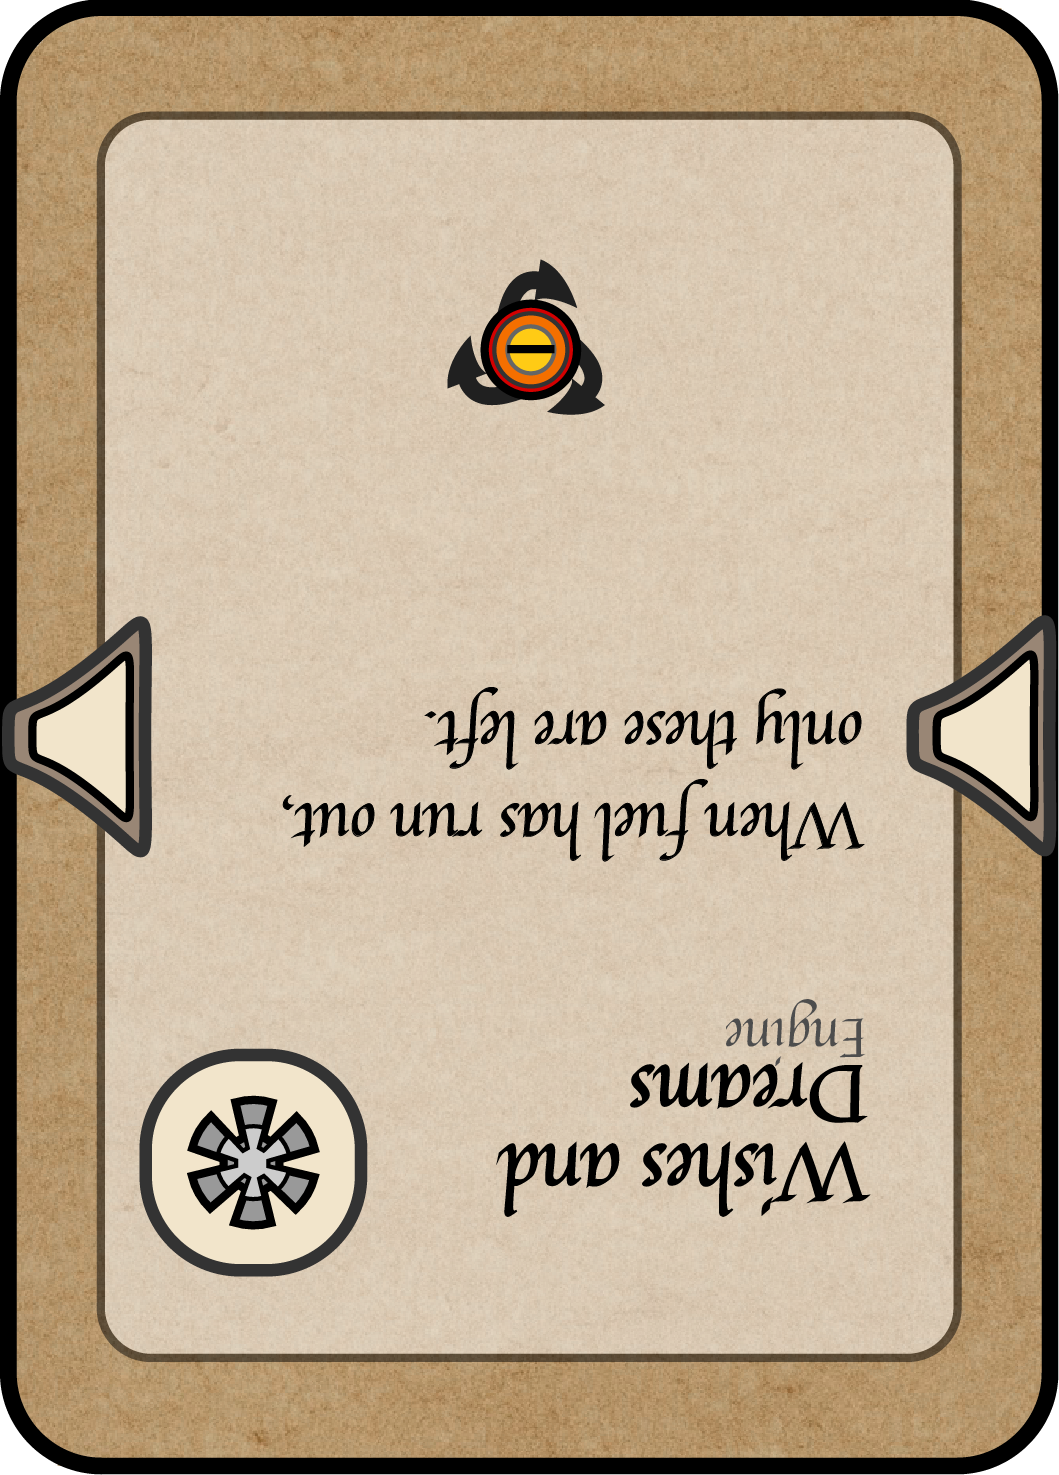 Wishes and
Dreams
Engine
When fuel has run out,
only these are left.